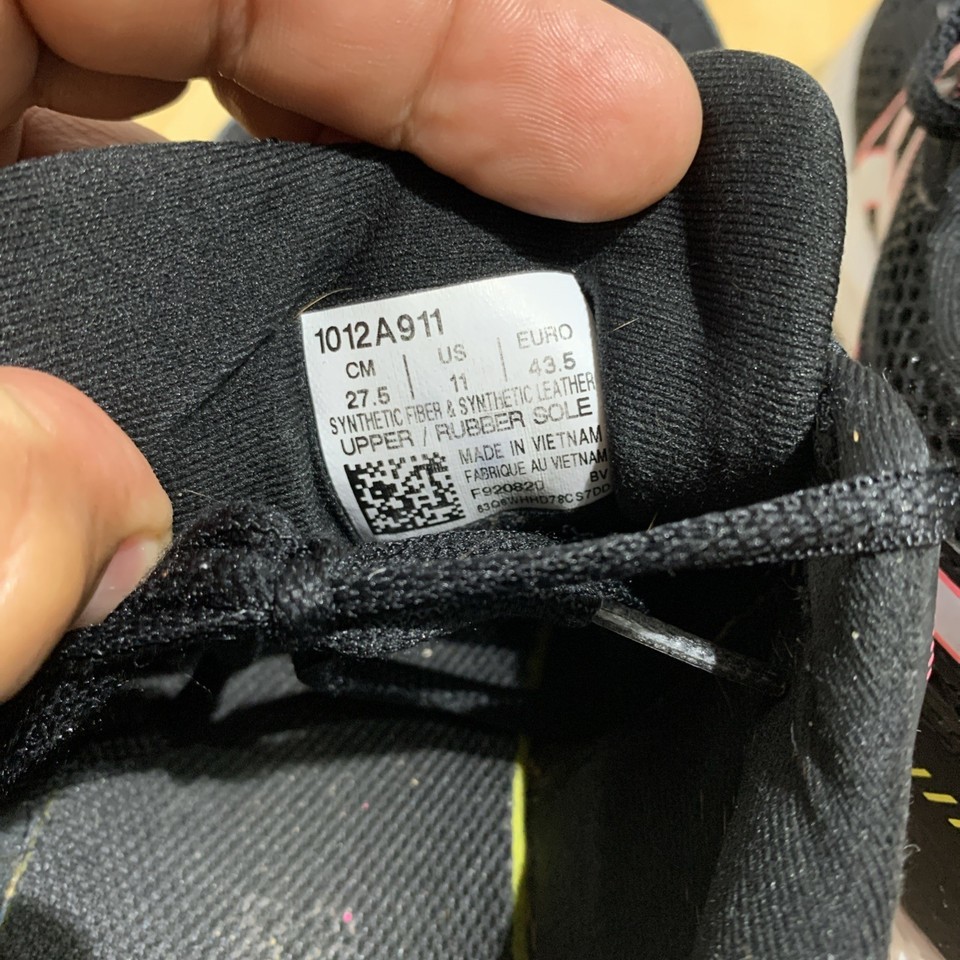 1012A911
CM | US | EURO
27.5 | 11 | 43.5
SYNTHETIC FIBER & SYNTHETIC LEATHER
UPPER / RUBBER SOLE
MADE IN VIETNAM
FABRIQUE AU VIETNAM
F920820 BV